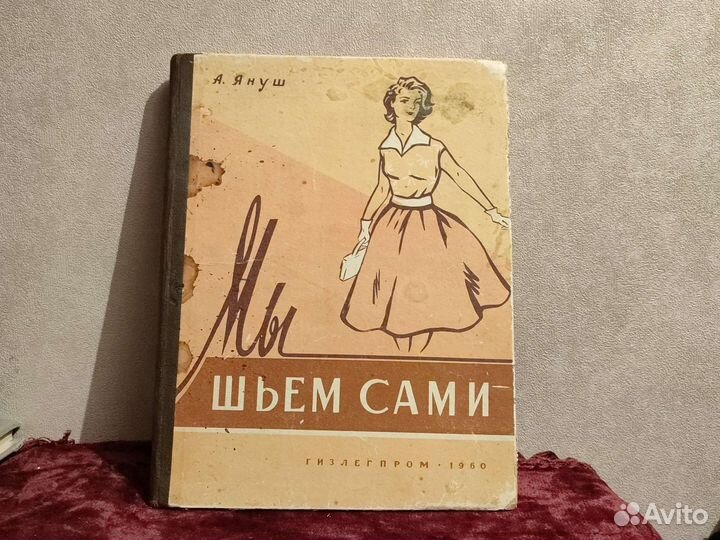 А. Януш
Мы
ШЬЕМ САМИ
ГИЗЛЕГПРОМ · 1960
Avito